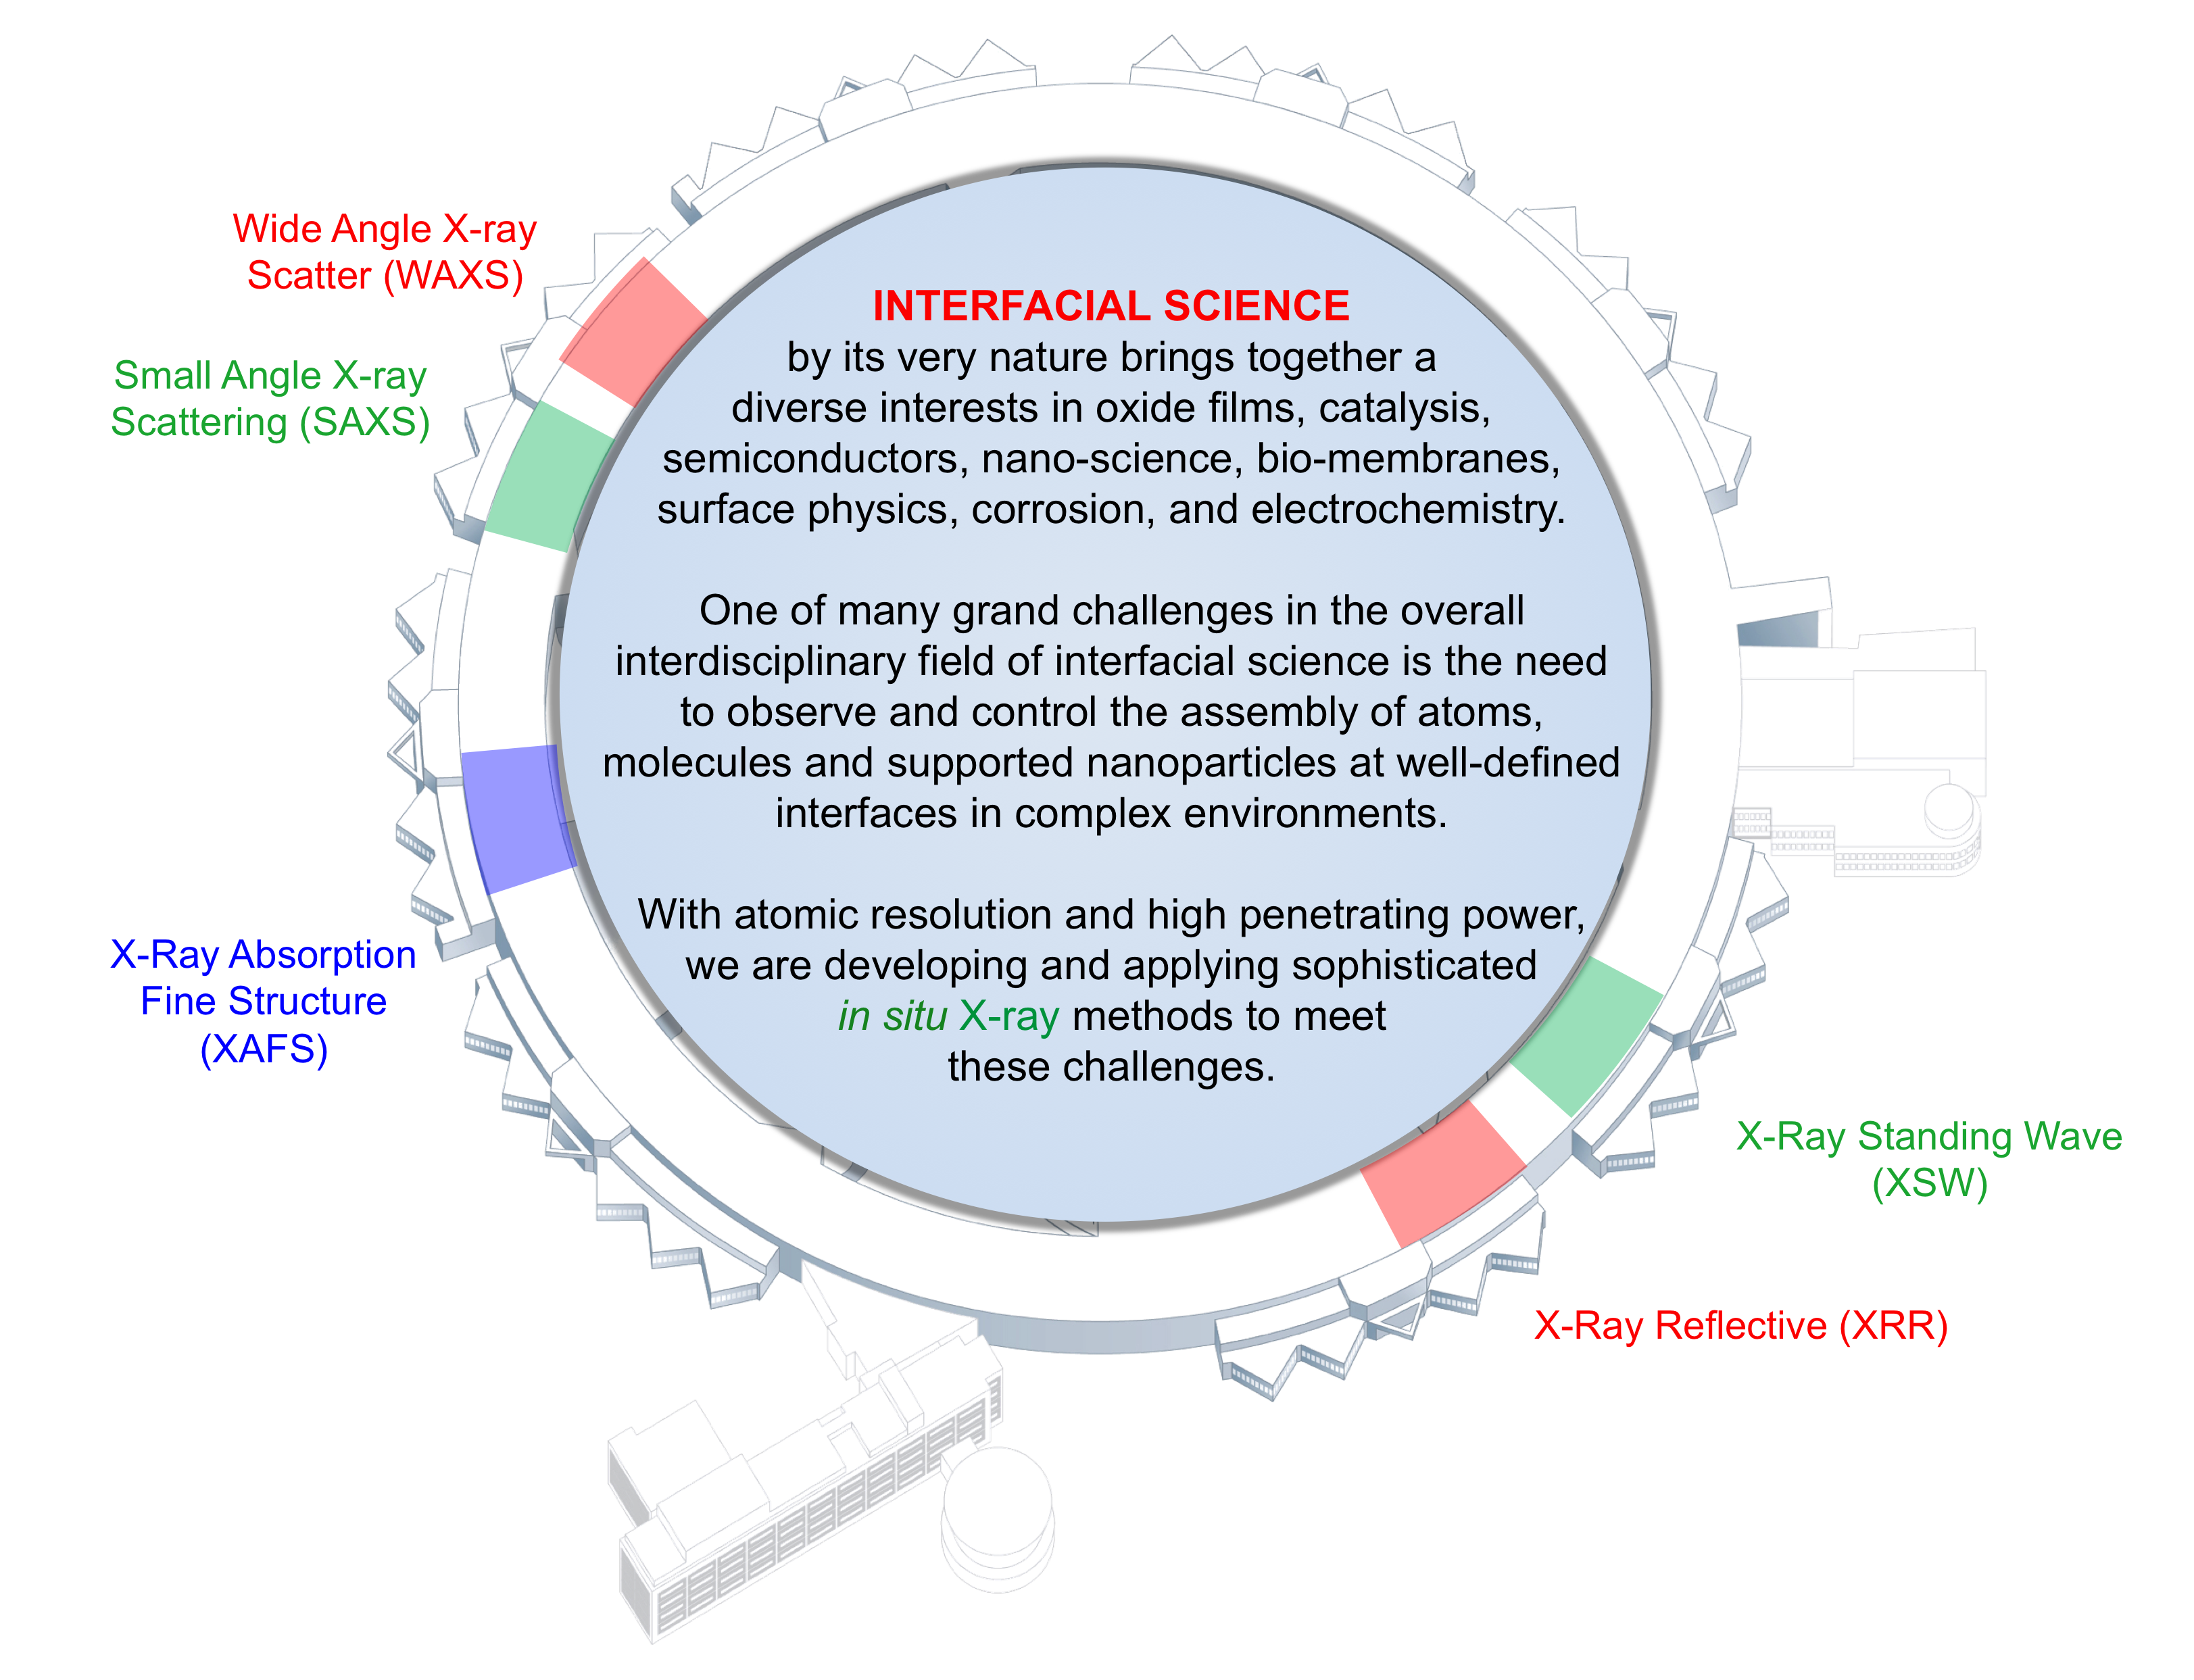 Wide Angle X-ray
Scatter (WAXS)
Small Angle X-ray
Scattering (SAXS)
X-Ray Absorption
Fine Structure
(XAFS)
INTERFACIAL SCIENCE
by its very nature brings together a
diverse interests in oxide films, catalysis,
semiconductors, nano-science, bio-membranes,
surface physics, corrosion, and electrochemistry.
One of many grand challenges in the overall
interdisciplinary field of interfacial science is the need
to observe and control the assembly of atoms,
molecules and supported nanoparticles at well-defined
interfaces in complex environments.
With atomic resolution and high penetrating power,
we are developing and applying sophisticated
in situ X-ray methods to meet
these challenges.
X-Ray Standing Wave
(XSW)
X-Ray Reflective (XRR)